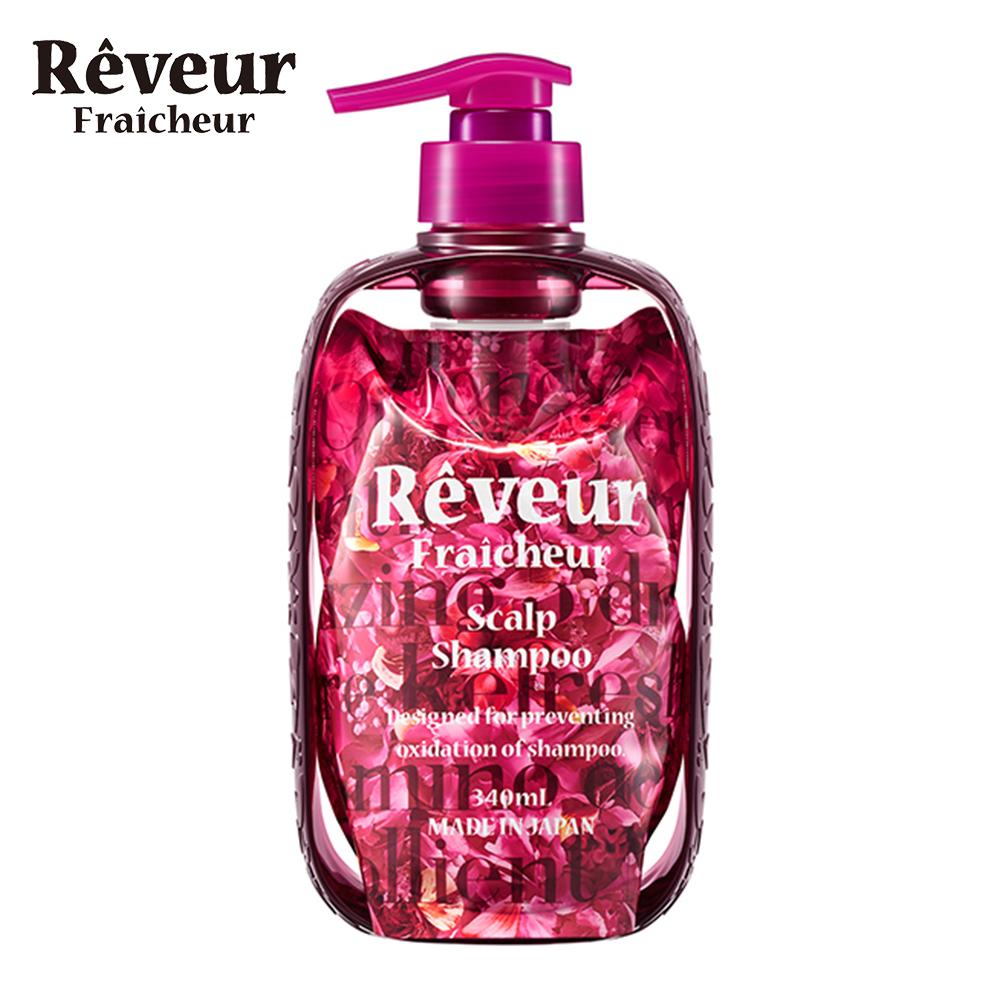 Rêveur
Fraîcheur
Rêveur
Fraîcheur
Scalp
Shampoo
Designed for preventing
oxidation of shampoo.
340mL
MADE IN JAPAN